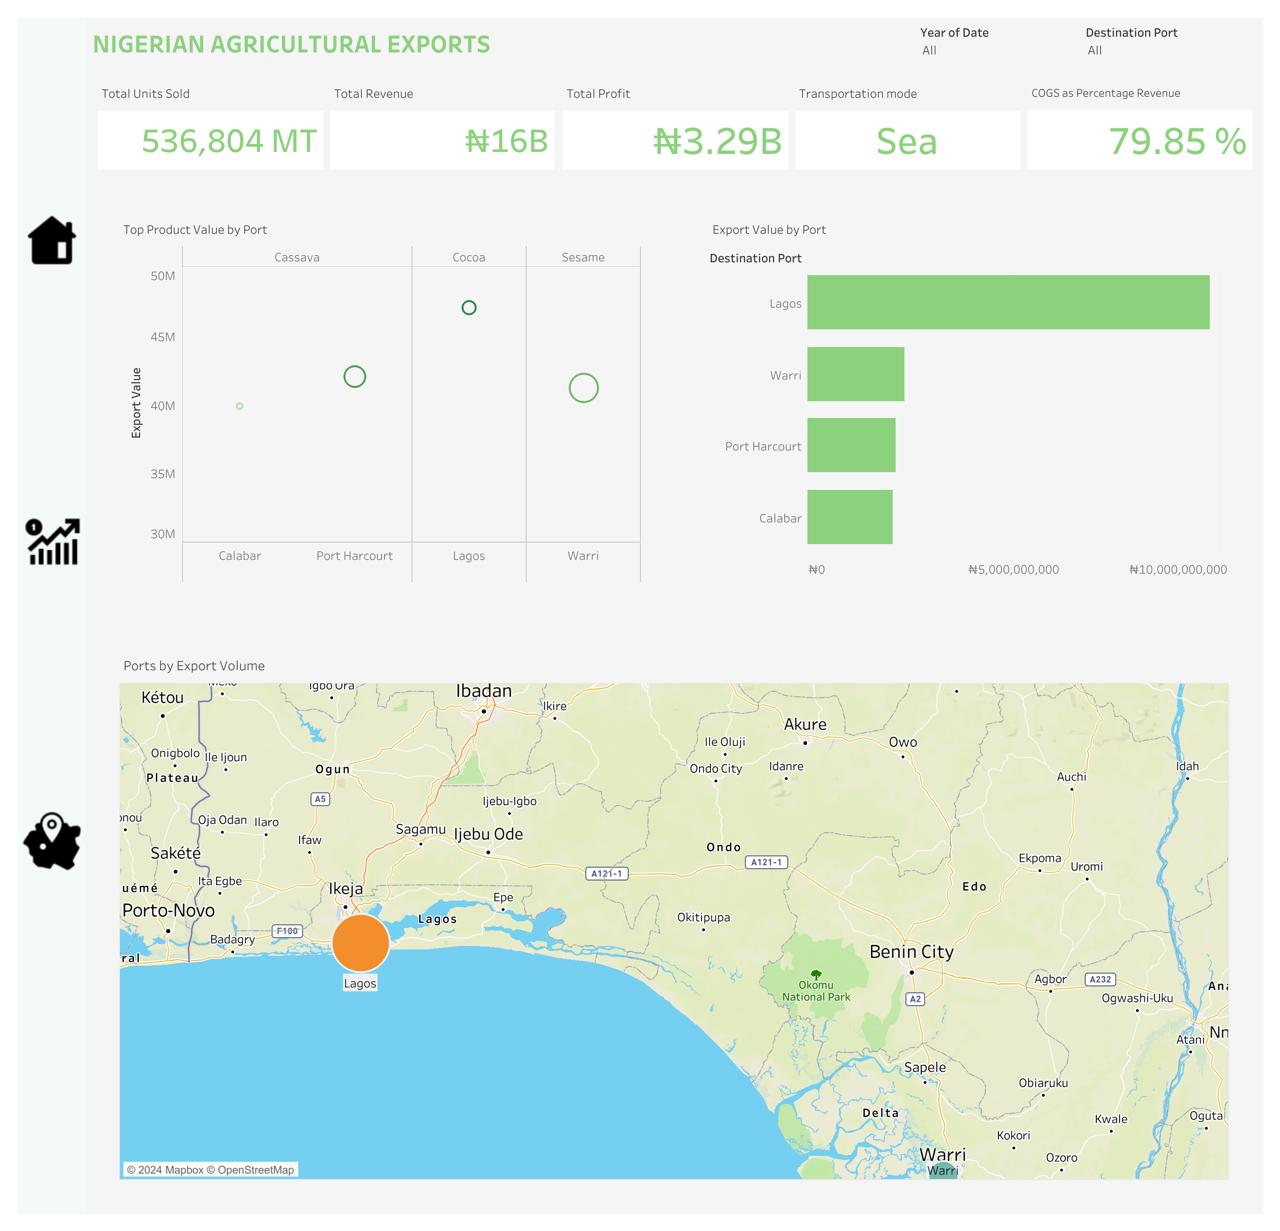 NIGERIAN AGRICULTURAL EXPORTS
Year of Date
All
Destination Port
All
Total Units Sold
536,804 MT
Total Revenue
₦16B
Total Profit
₦3.29B
Transportation mode
Sea
COGS as Percentage Revenue
79.85 %
Top Product Value by Port
Cassava
Cocoa
Sesame
Export Value
50M
45M
40M
35M
30M
Calabar
Port Harcourt
Lagos
Warri
Export Value by Port
Destination Port
Lagos
Warri
Port Harcourt
Calabar
₦0
₦5,000,000,000
₦10,000,000,000
Ports by Export Volume
Igbo Ora
Ibadan
Kétou
Ikire
Akure
Ile Oluji
Owo
Onigbolo
Ile Ijoun
Plateau
Ogun
Ondo City
Idanre
Auchi
Idah
A5
Ijebu-Igbo
onou
Oja Odan
Ilaro
Ifaw
Sagamu
Ijebu Ode
Sakété
Ondo
A121-1
A121-1
Ekpoma
Uromi
uémé
Ita Egbe
Ikeja
Edo
Epe
Porto-Novo
Lagos
Okitipupa
F100
Badagry
ral
Benin City
Lagos
Okomu
National Park
Agbor
A232
Ana
A2
Ogwashi-Uku
Atani
Nn
Sapele
Obiaruku
Delta
Kwale
Oguta
Kokori
Warri
Ozoro
Warri
© 2024 Mapbox © OpenStreetMap